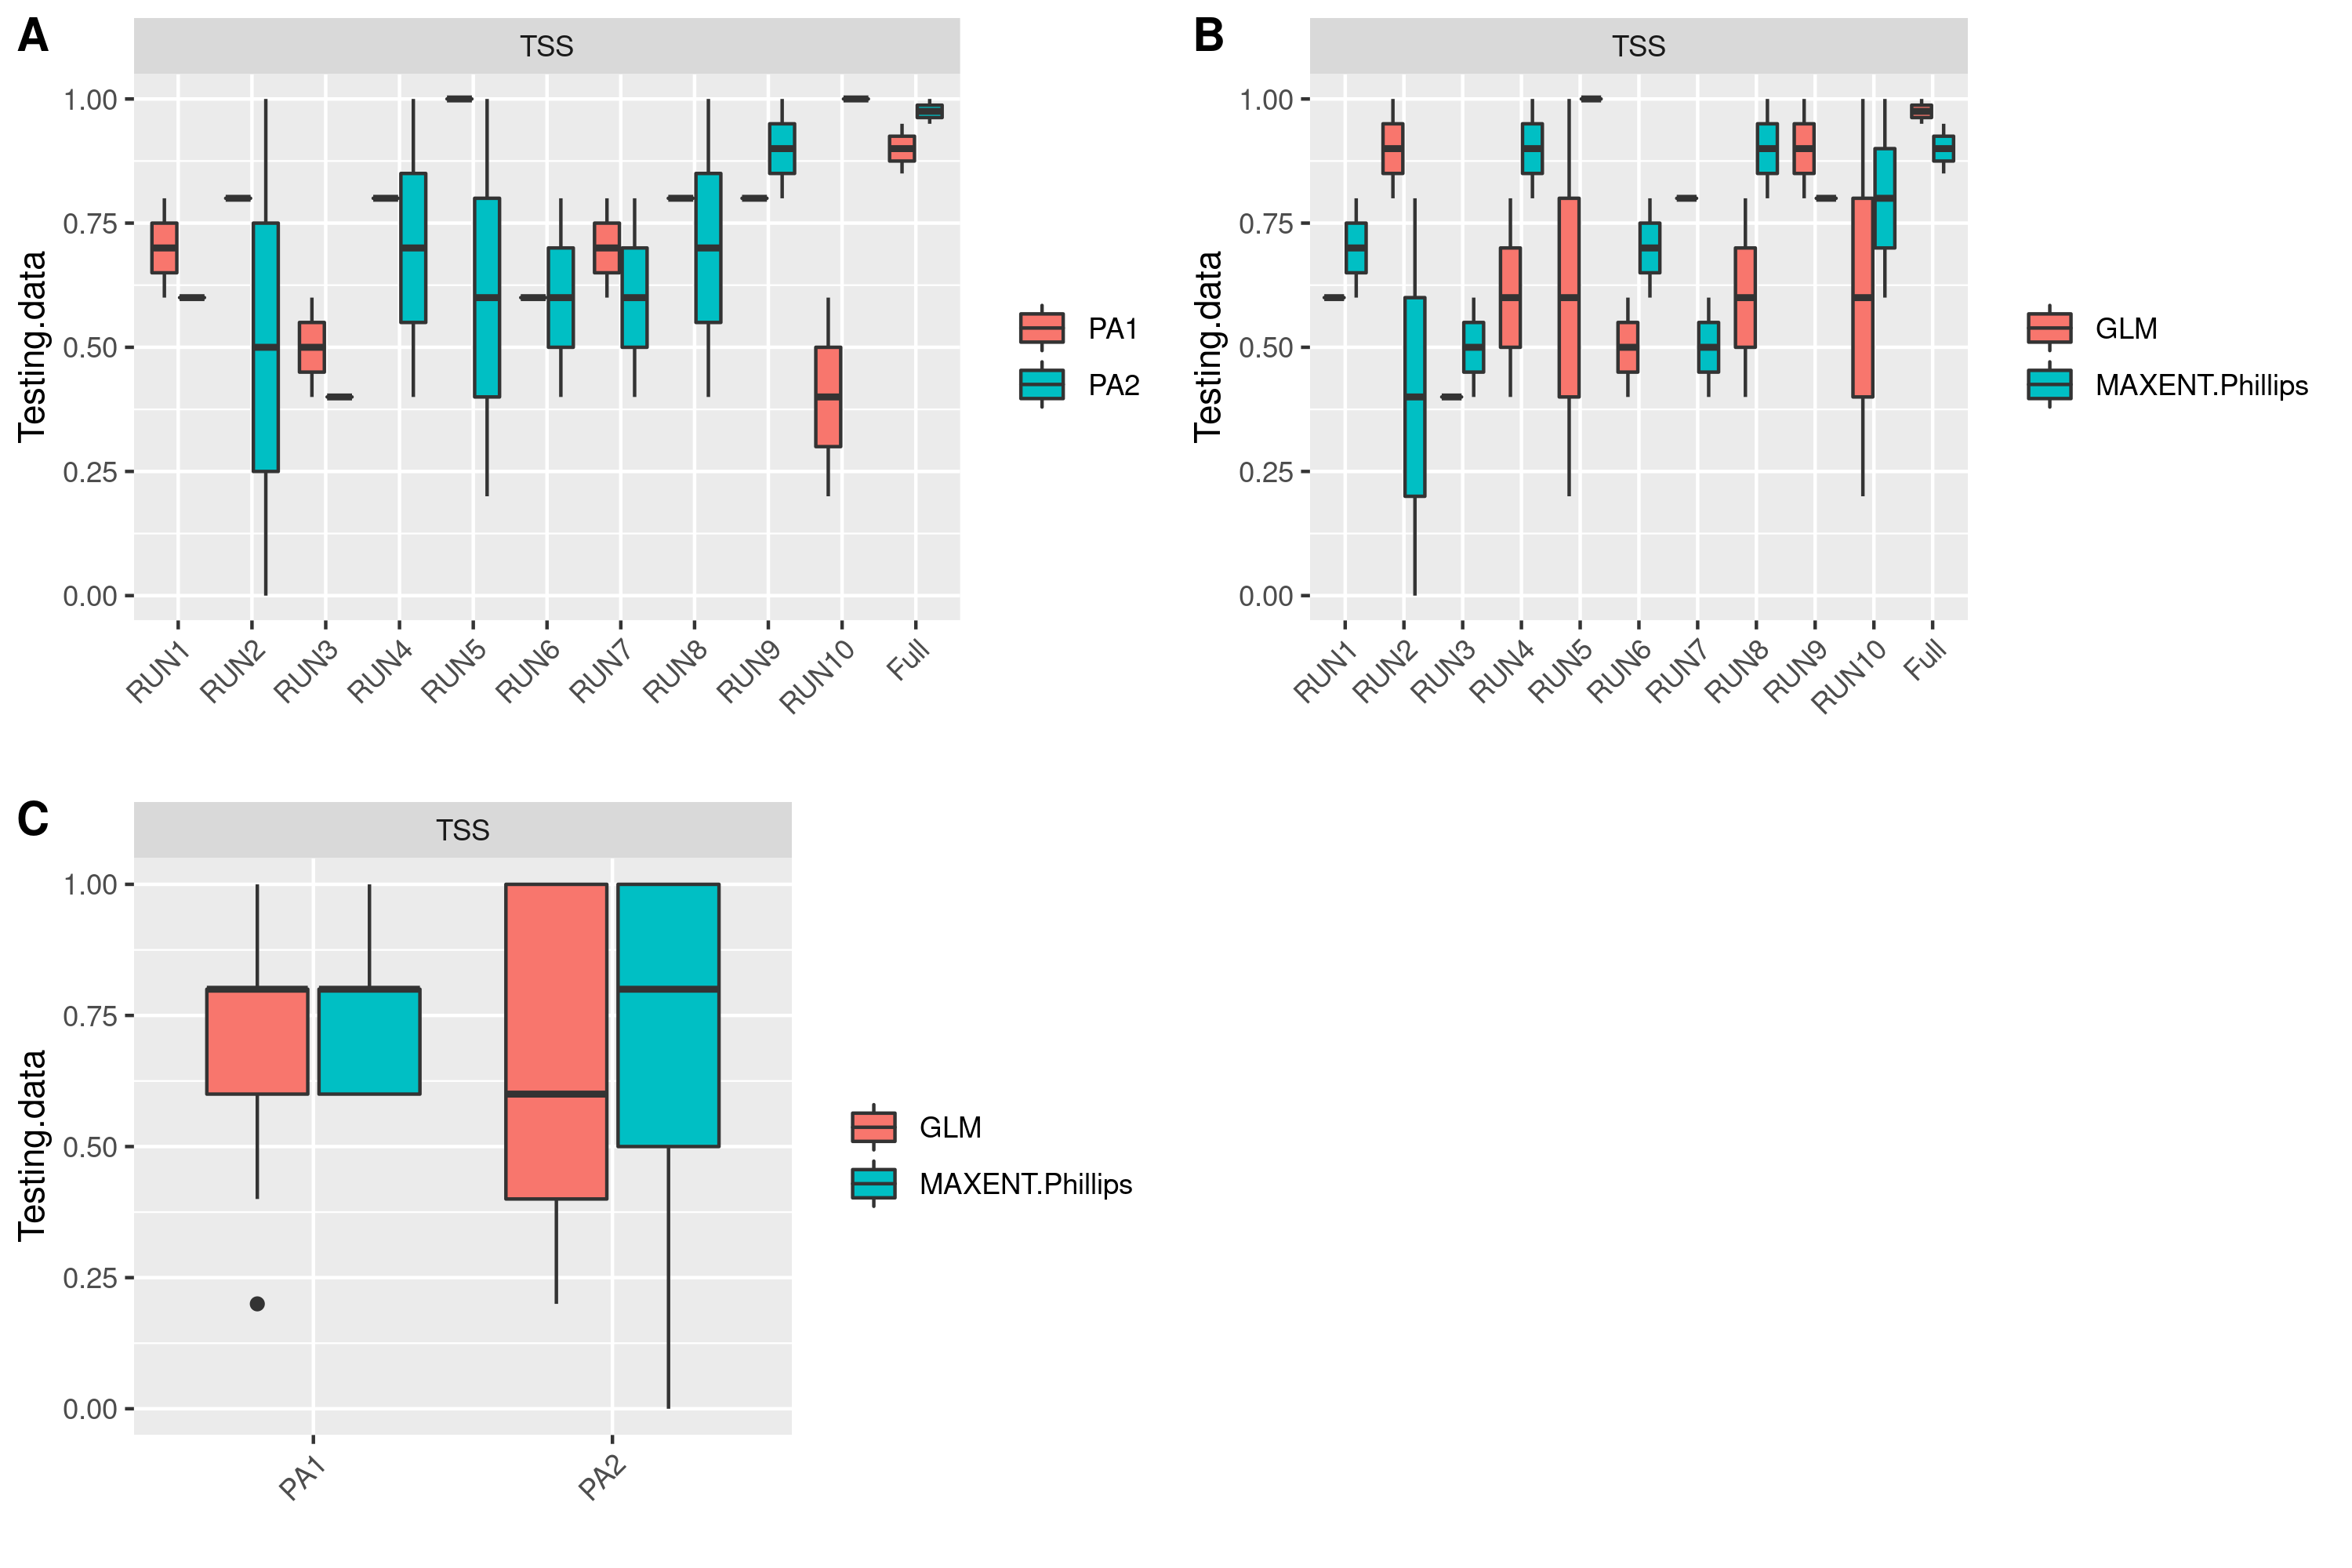 A
TSS
Testing.data
1.00
0.75
0.50
0.25
0.00
RUN1
RUN2
RUN3
RUN4
RUN5
RUN6
RUN7
RUN8
RUN9
RUN10
Full
PA1
PA2
B
TSS
Testing.data
1.00
0.75
0.50
0.25
0.00
RUN1
RUN2
RUN3
RUN4
RUN5
RUN6
RUN7
RUN8
RUN9
RUN10
Full
GLM
MAXENT.Phillips
C
TSS
Testing.data
1.00
0.75
0.50
0.25
0.00
PA1
PA2
GLM
MAXENT.Phillips